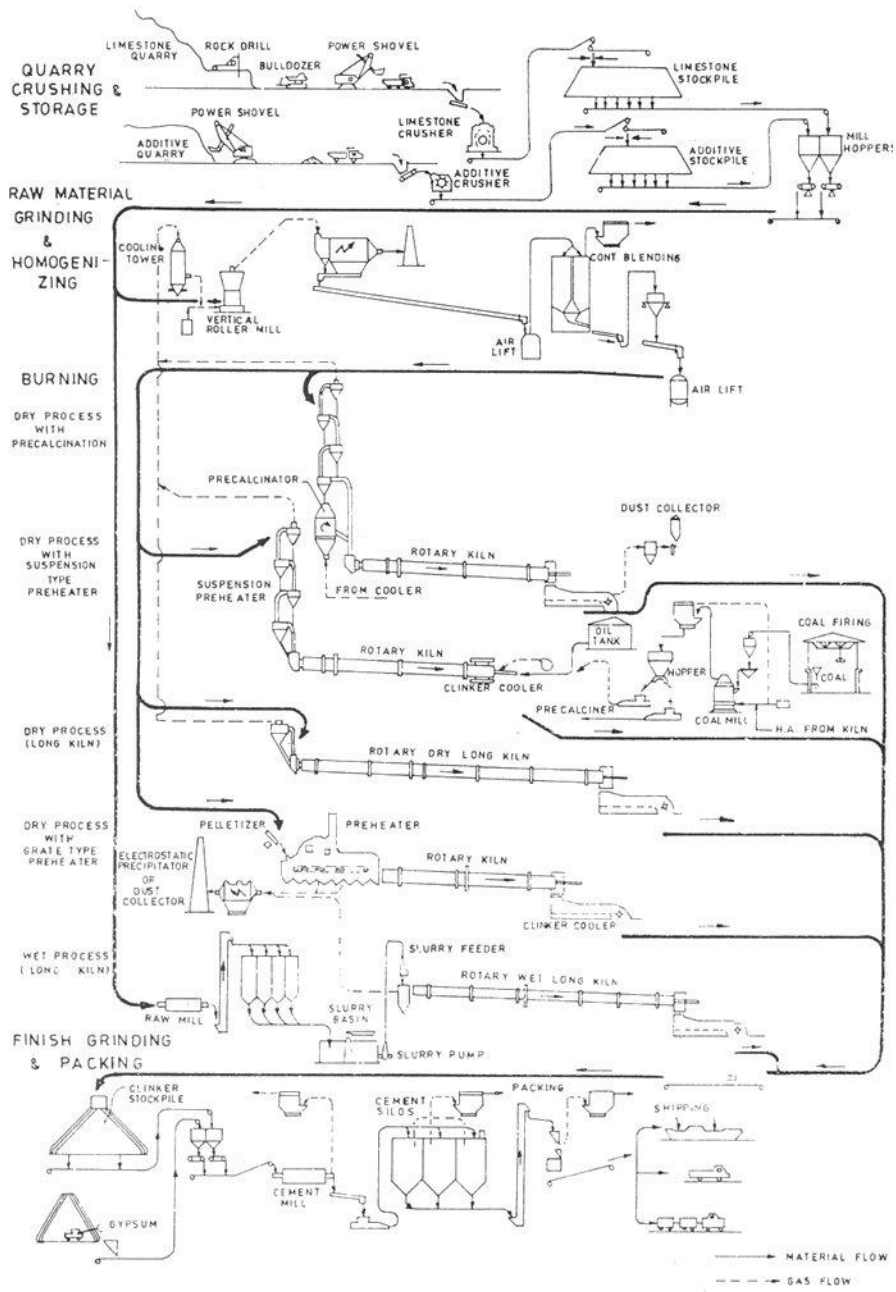 LIMESTONE
QUARRY
ROCK DRILL
BULLDOZER
POWER SHOVEL
QUARRY
CRUSHING &
STORAGE
LIMESTONE
STOCKPILE
POWER SHOVEL
LIMESTONE
CRUSHER
ADDITIVE
QUARRY
ADDITIVE
CRUSHER
ADDITIVE
STOCKPILE
MILL
HOPPERS
RAW MATERIAL
GRINDING
&
HOMOGENI-
ZING
COOLING
TOWER
VERTICAL
ROLLER MILL
CONT BLENDING
AIR
LIFT
AIR LIFT
BURNING
DRY PROCESS
WITH
PRECALCINATION
PRECALCINATOR
DUST COLLECTOR
DRY PROCESS
WITH
SUSPENSION
TYPE
PREHEATER
SUSPENSION
PREHEATER
ROTARY KILN
FROM COOLER
OIL
TANK
COAL FIRING
COAL
ROTARY KILN
CLINKER COOLER
HOPFER
PRECALCINER
COALMILL
H.A. FROM KILN
DRY PROCESS
(LONG KILN)
ROTARY DRY LONG KILN
DRY PROCESS
WITH
GRATE TYPE
PREHEATER
PELLETIZER
PREHEATER
ELECTROSTATIC
PRECIPITATOR
OR
DUST
COLLECTOR
ROTARY KILN
CLINKER COOLER
WET PROCESS
(LONG KILN)
SLURRY FEEDER
ROTARY WET LONG KILN
RAW MILL
SLURRY
BASIN
SLURRY PUMP
FINISH GRINDING
& PACKING
CLINKER
STOCKPILE
CEMENT
SILOS
PACKING
SHIPPING
CEMENT
MILL
GYPSUM
MATERIAL FLOW
GAS FLOW